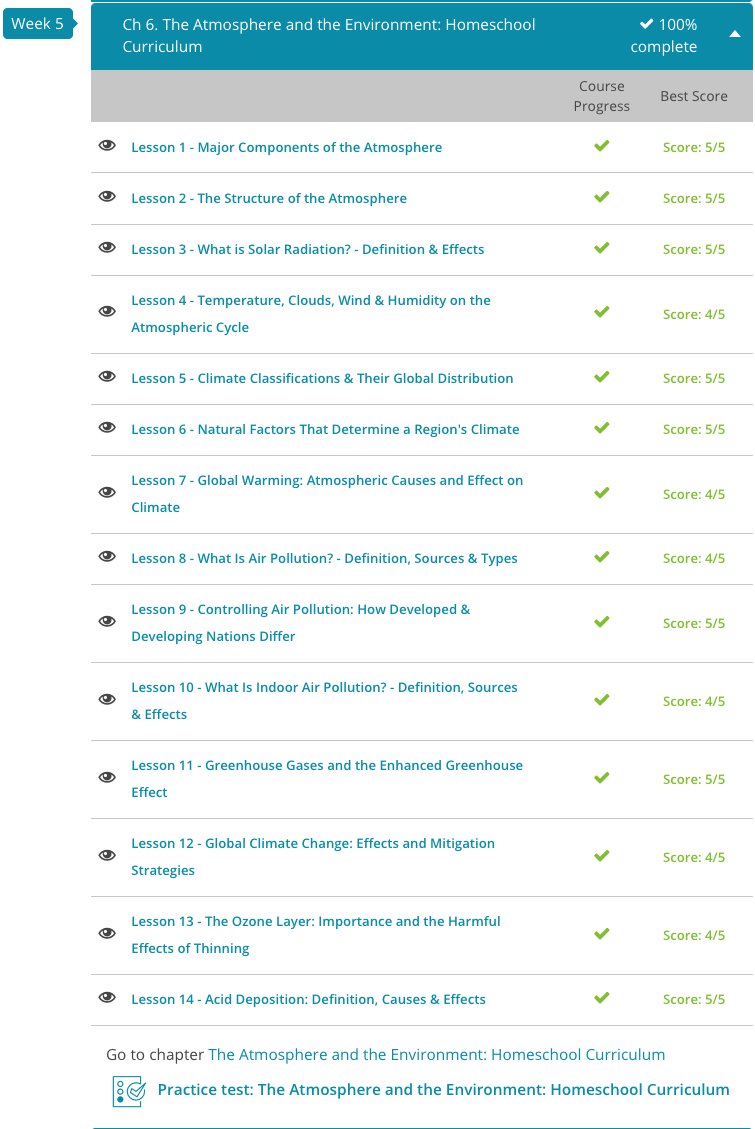 Week 5
Ch 6. The Atmosphere and the Environment: Homeschool
Curriculum
100%
complete
Course
Progress
Best Score
Lesson 1 - Major Components of the Atmosphere
Score: 5/5
Lesson 2 - The Structure of the Atmosphere
Score: 5/5
Lesson 3 - What is Solar Radiation? - Definition & Effects
Score: 5/5
Lesson 4 - Temperature, Clouds, Wind & Humidity on the
Atmospheric Cycle
Score: 4/5
Lesson 5 - Climate Classifications & Their Global Distribution
Score: 5/5
Lesson 6 - Natural Factors That Determine a Region's Climate
Score: 5/5
Lesson 7 - Global Warming: Atmospheric Causes and Effect on
Climate
Score: 4/5
Lesson 8 - What Is Air Pollution? - Definition, Sources & Types
Score: 4/5
Lesson 9 - Controlling Air Pollution: How Developed &
Developing Nations Differ
Score: 5/5
Lesson 10 - What Is Indoor Air Pollution? - Definition, Sources
& Effects
Score: 4/5
Lesson 11 - Greenhouse Gases and the Enhanced Greenhouse
Effect
Score: 5/5
Lesson 12 - Global Climate Change: Effects and Mitigation
Strategies
Score: 4/5
Lesson 13 - The Ozone Layer: Importance and the Harmful
Effects of Thinning
Score: 4/5
Lesson 14 - Acid Deposition: Definition, Causes & Effects
Score: 5/5
Go to chapter The Atmosphere and the Environment: Homeschool Curriculum
Practice test: The Atmosphere and the Environment: Homeschool Curriculum